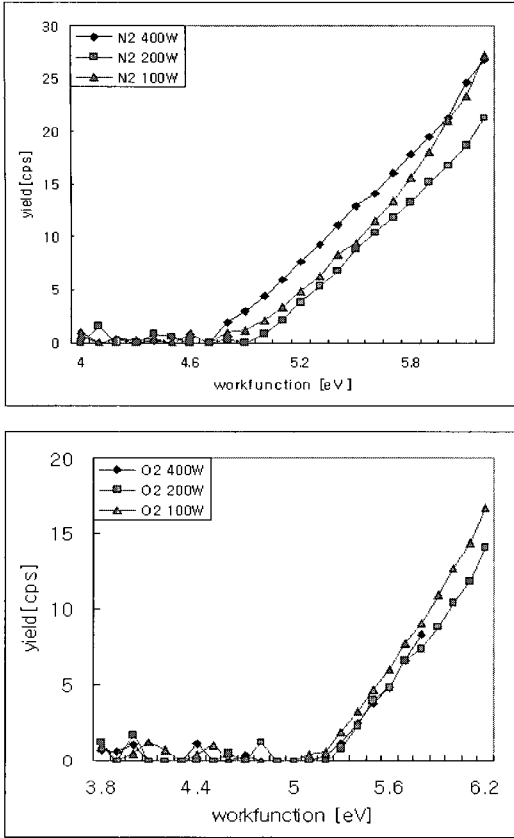 30
25
20
15
10
5
0
yield[cps]
N2 400W
N2 200W
N2 100W
4
4.6
5.2
5.8
workfunction [eV]
20
15
10
5
0
yield[cps]
O2 400W
O2 200W
O2 100W
3.8
4.4
5
5.6
6.2
workfunction [eV]